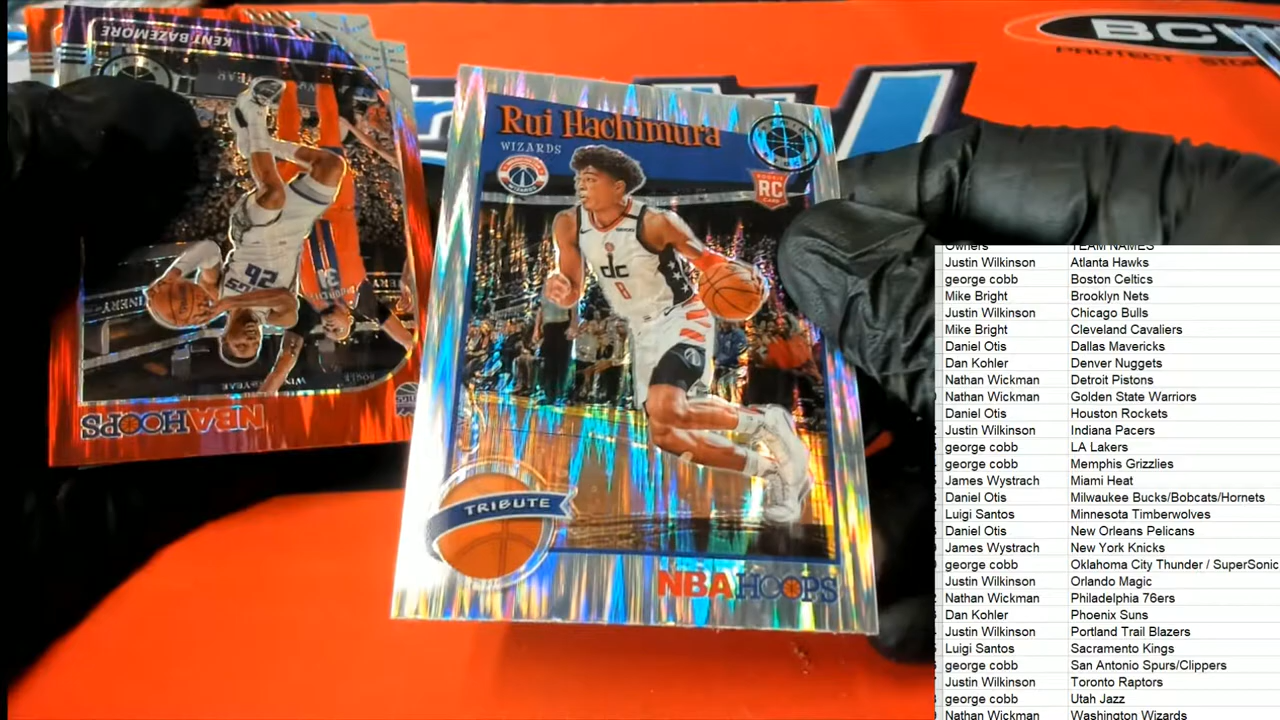 KENT BAZEMORE
26
31
NBA HOOPS
BCW
Rui Hachimura
WIZARDS
WIZARDS
ROOKIE
RC
CARD
dc
8
TRIBUTE
NBA HOOPS
Owners TEAM NAMES
Justin Wilkinson Atlanta Hawks
george cobb Boston Celtics
Mike Bright Brooklyn Nets
Justin Wilkinson Chicago Bulls
Mike Bright Cleveland Cavaliers
Daniel Otis Dallas Mavericks
Dan Kohler Denver Nuggets
Nathan Wickman Detroit Pistons
Nathan Wickman Golden State Warriors
Daniel Otis Houston Rockets
Justin Wilkinson Indiana Pacers
george cobb LA Lakers
george cobb Memphis Grizzlies
James Wystrach Miami Heat
Daniel Otis Milwaukee Bucks/Bobcats/Hornets
Luigi Santos Minnesota Timberwolves
Daniel Otis New Orleans Pelicans
James Wystrach New York Knicks
george cobb Oklahoma City Thunder / SuperSonic
Justin Wilkinson Orlando Magic
Nathan Wickman Philadelphia 76ers
Dan Kohler Phoenix Suns
Justin Wilkinson Portland Trail Blazers
Luigi Santos Sacramento Kings
george cobb San Antonio Spurs/Clippers
Justin Wilkinson Toronto Raptors
george cobb Utah Jazz
Nathan Wickman Washington Wizards